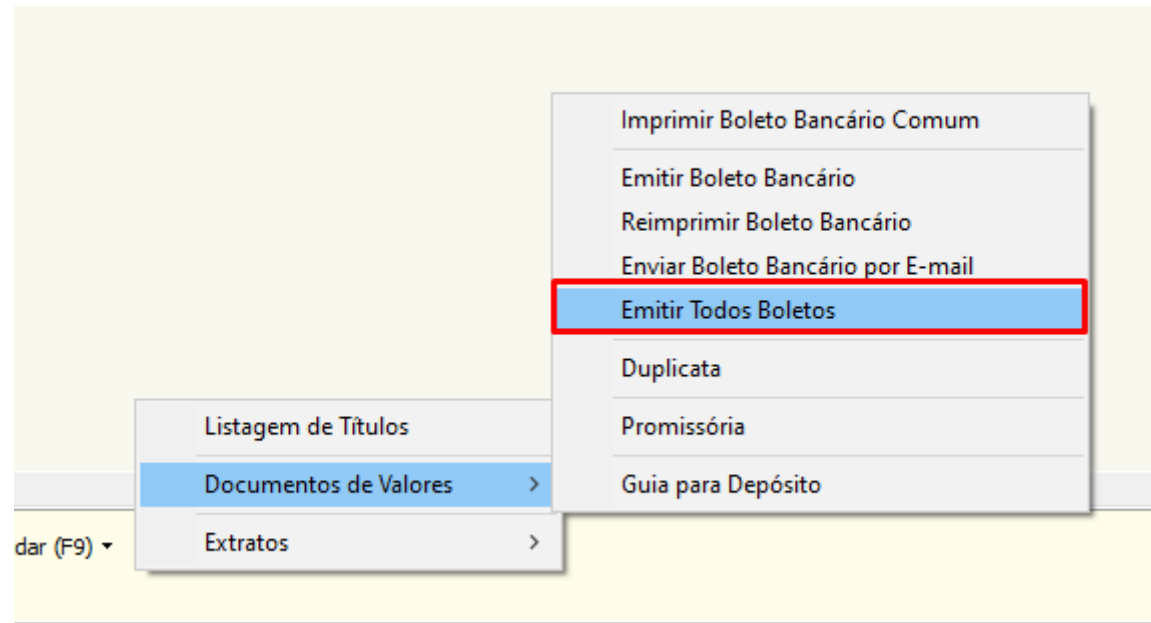 Imprimir Boleto Bancário Comum
Emitir Boleto Bancário
Reimprimir Boleto Bancário
Enviar Boleto Bancário por E-mail
Emitir Todos Boletos
Duplicata
Promissória
Guia para Depósito
Listagem de Títulos
Documentos de Valores
Extratos
dar (F9)